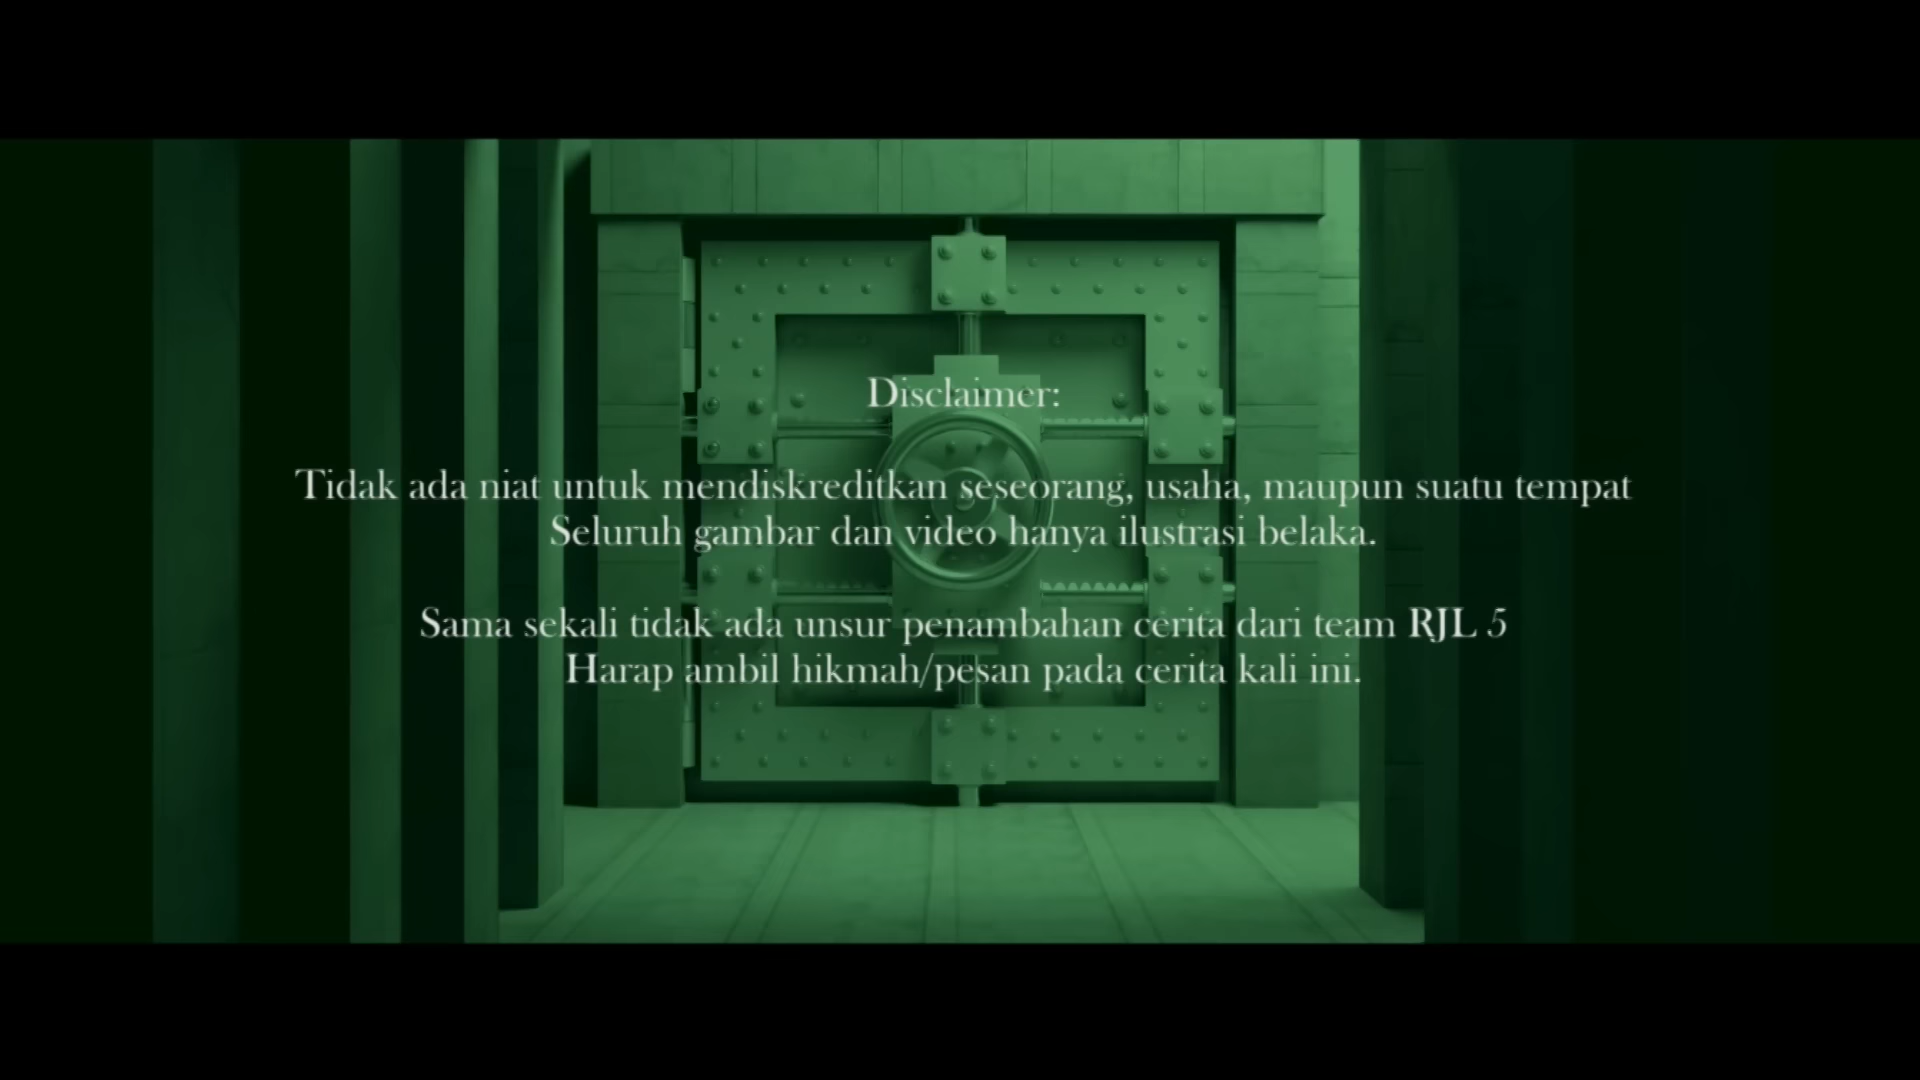 Disclaimer:
Tidak ada niat untuk mendiskreditkan seseorang, usaha, maupun suatu tempat
Seluruh gambar dan video hanya ilustrasi belaka.
Sama sekali tidak ada unsur penambahan cerita dari team RJL 5
Harap ambil hikmah/pesan pada cerita kali ini.